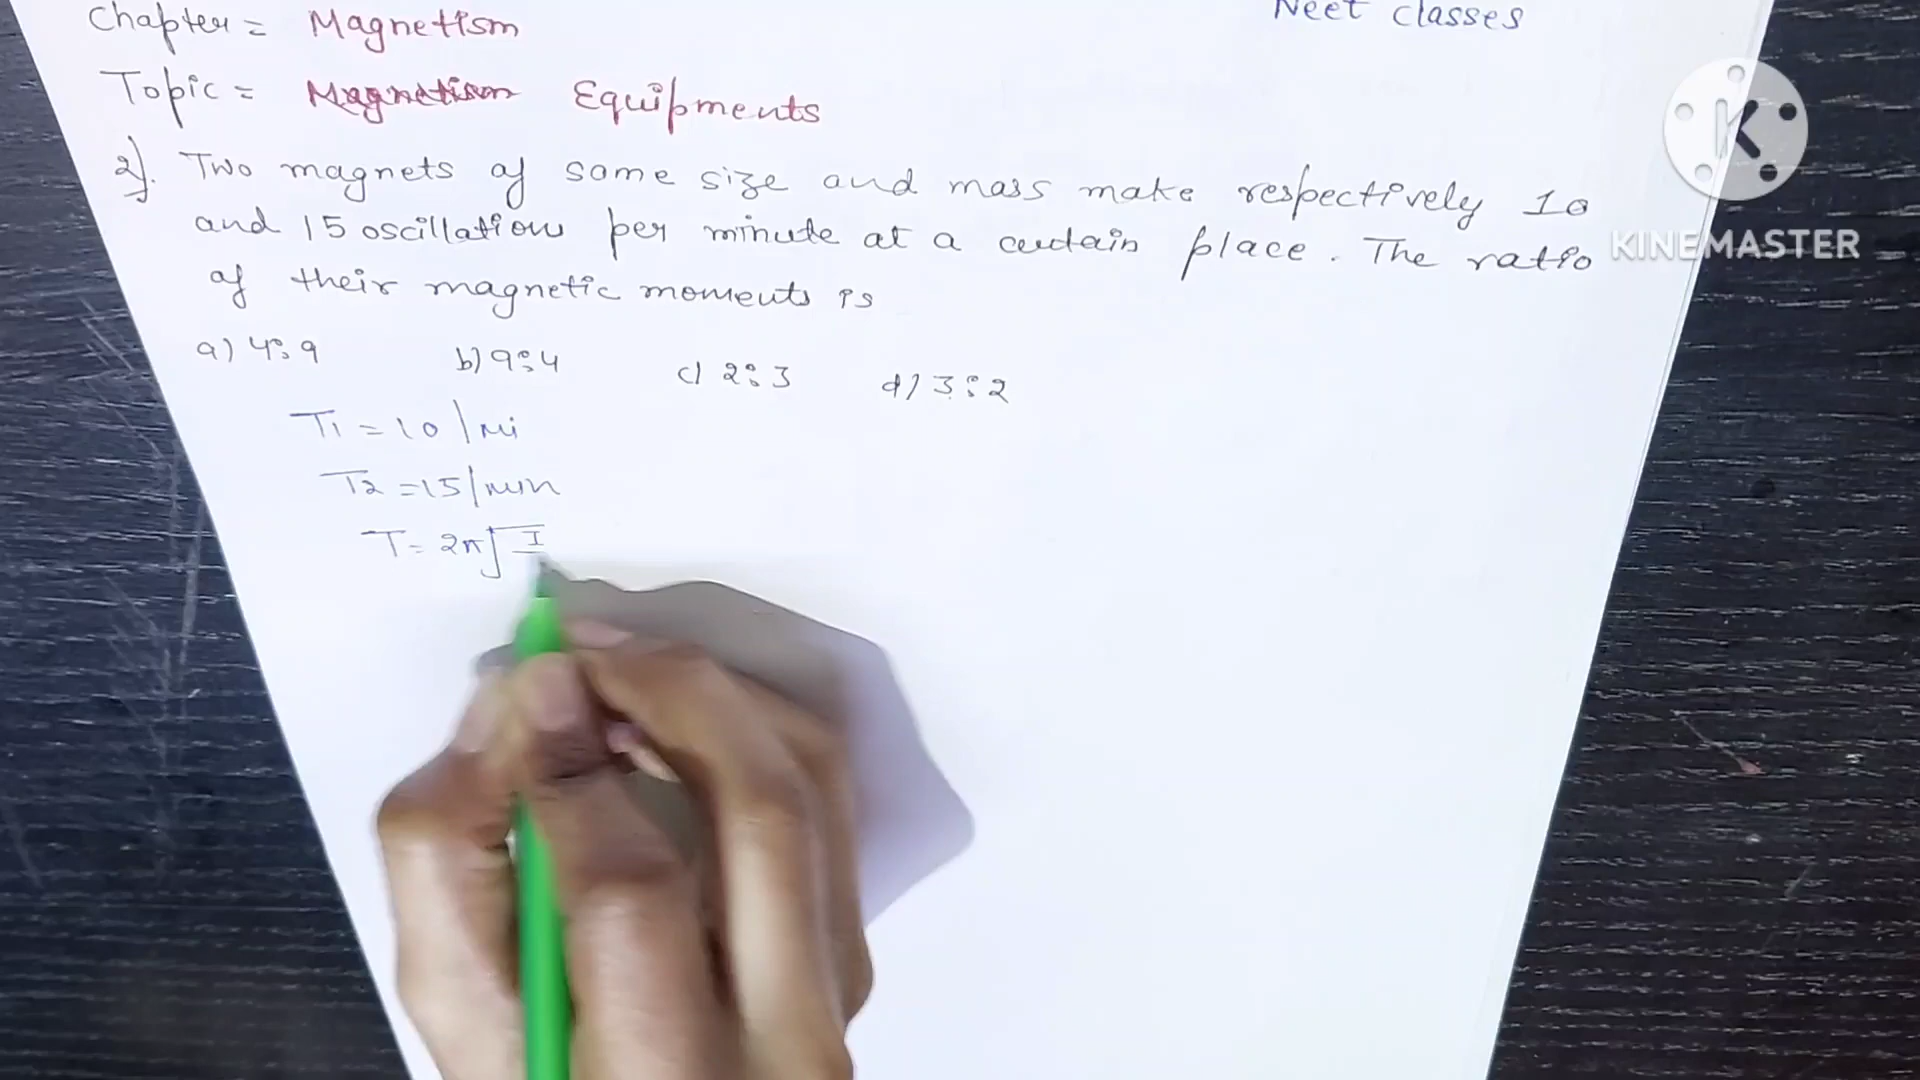 Neet classes
Chapter = Magnetism
Topic = Magnetism Equipments
KINEMASTER
2). Two magnets of same size and mass make respectively 10
and 15 oscillation per minute at a certain place. The ratio
of their magnetic moments is
a) 4:9 b) 9:4 c) 2:3 d) 3:2
T1 = 10 / Mi
T2 = 15 / min
T = 2π√I